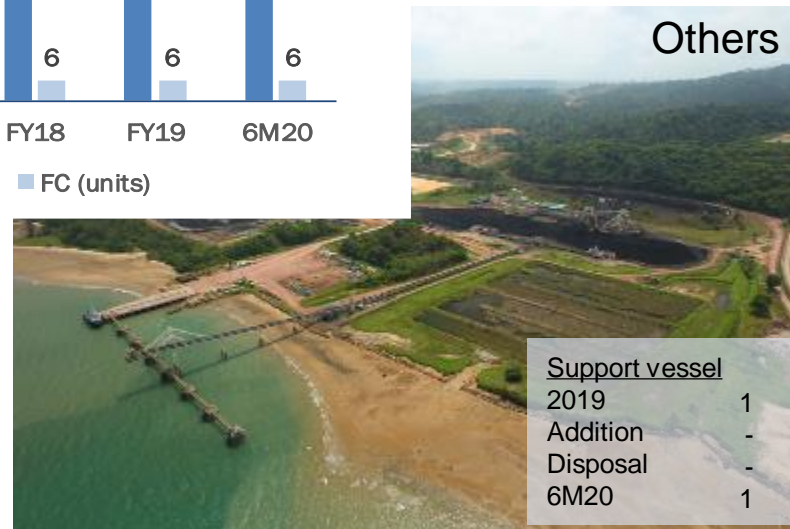 Others
6 6 6
FY18 FY19 6M20
FC (units)
Support vessel
2019 1
Addition -
Disposal -
6M20 1